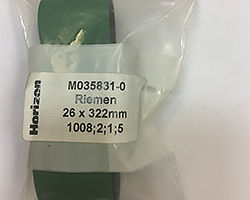 Horizon
M035831-0
Riemen
26 x 322mm
1008;2;1;5